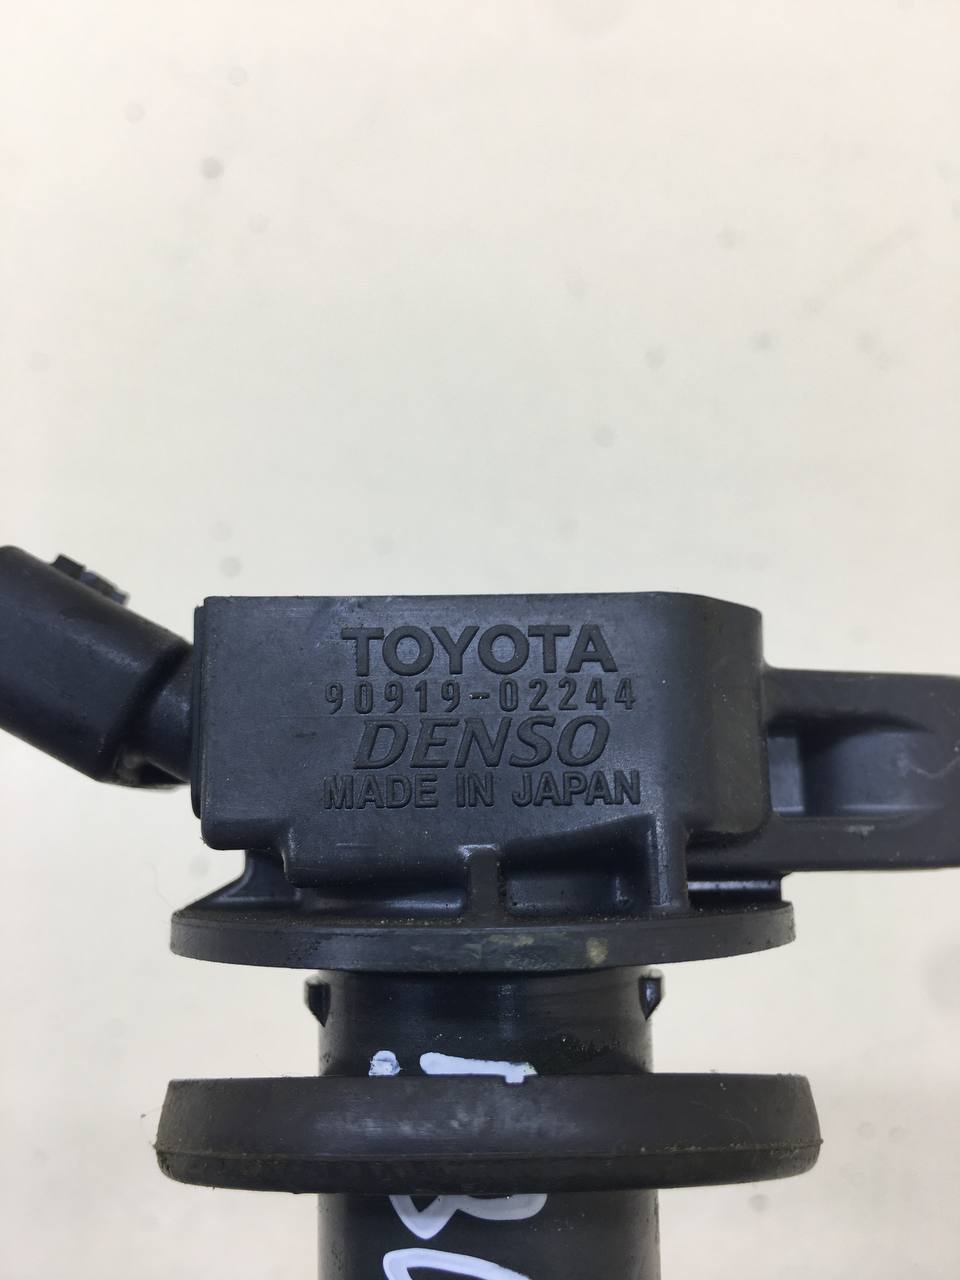 TOYOTA
90919-02244
DENSO
MADE IN JAPAN